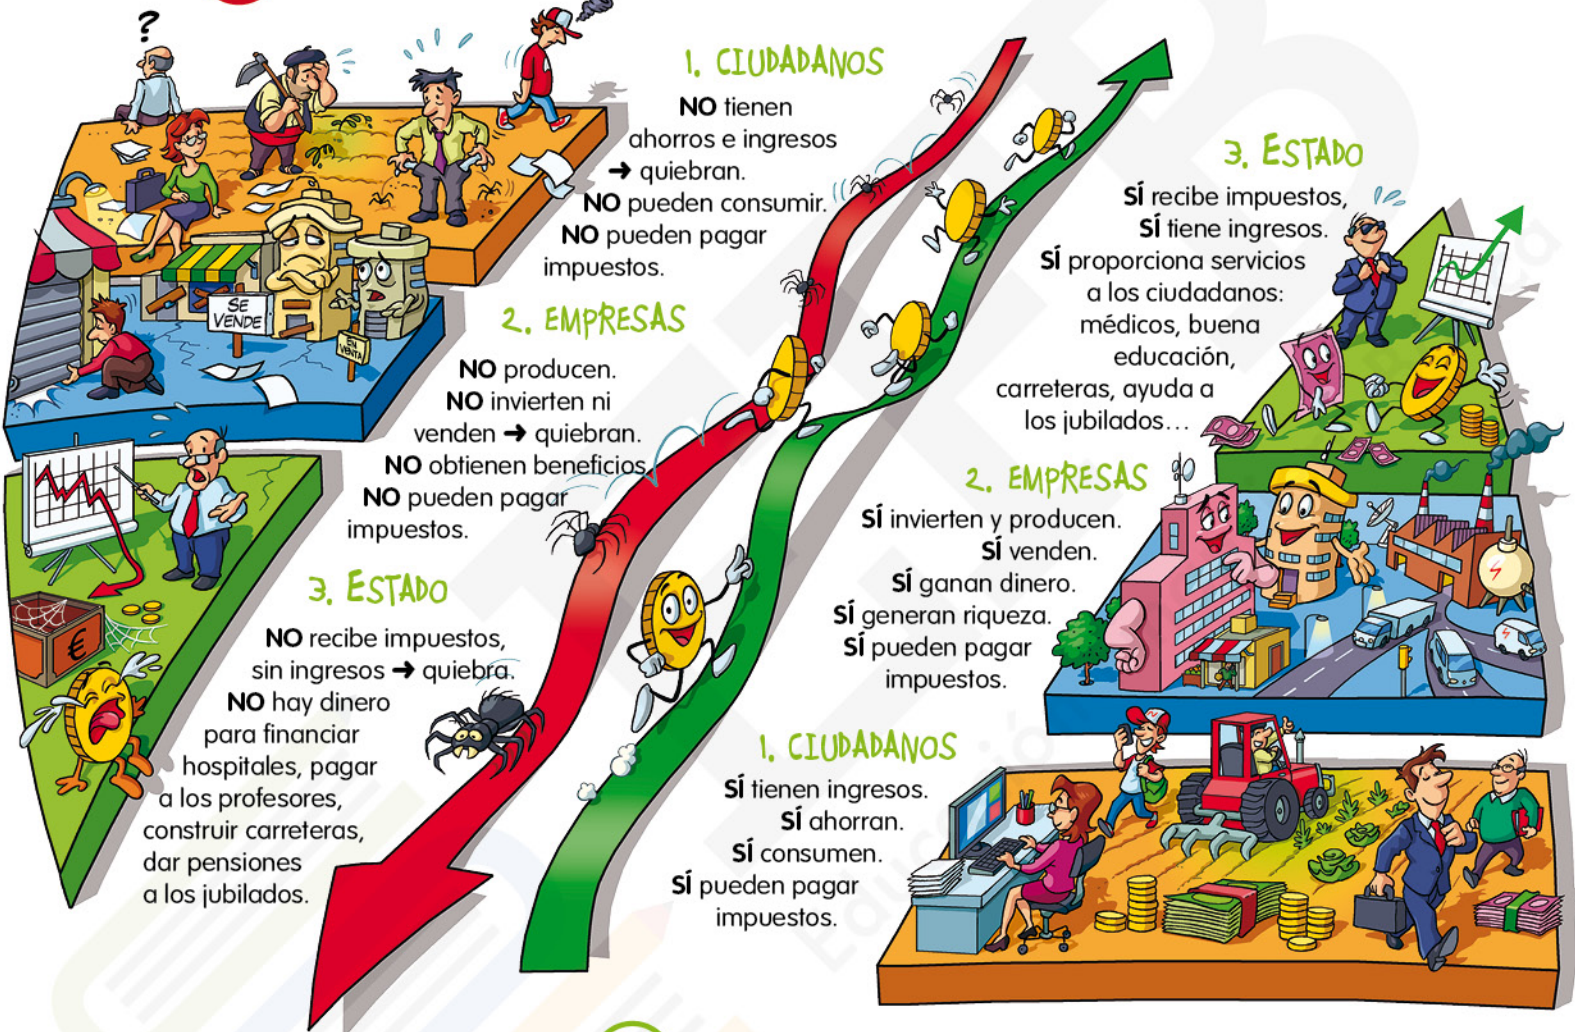 ?
1. CIUDADANOS
NO tienen
ahorros e ingresos
➜ quiebran.
NO pueden consumir.
NO pueden pagar
impuestos.
SE
VENDE
EN
VENTA
2. EMPRESAS
NO producen.
NO invierten ni
venden ➜ quiebran.
NO obtienen beneficios.
NO pueden pagar
impuestos.
€
3. ESTADO
NO recibe impuestos,
sin ingresos ➜ quiebra.
NO hay dinero
para financiar
hospitales, pagar
a los profesores,
construir carreteras,
dar pensiones
a los jubilados.
3. ESTADO
SÍ recibe impuestos,
SÍ tiene ingresos.
SÍ proporciona servicios
a los ciudadanos:
médicos, buena
educación,
carreteras, ayuda a
los jubilados…
2. EMPRESAS
SÍ invierten y producen.
SÍ venden.
SÍ ganan dinero.
SÍ generan riqueza.
SÍ pueden pagar
impuestos.
1. CIUDADANOS
SÍ tienen ingresos.
SÍ ahorran.
SÍ consumen.
SÍ pueden pagar
impuestos.